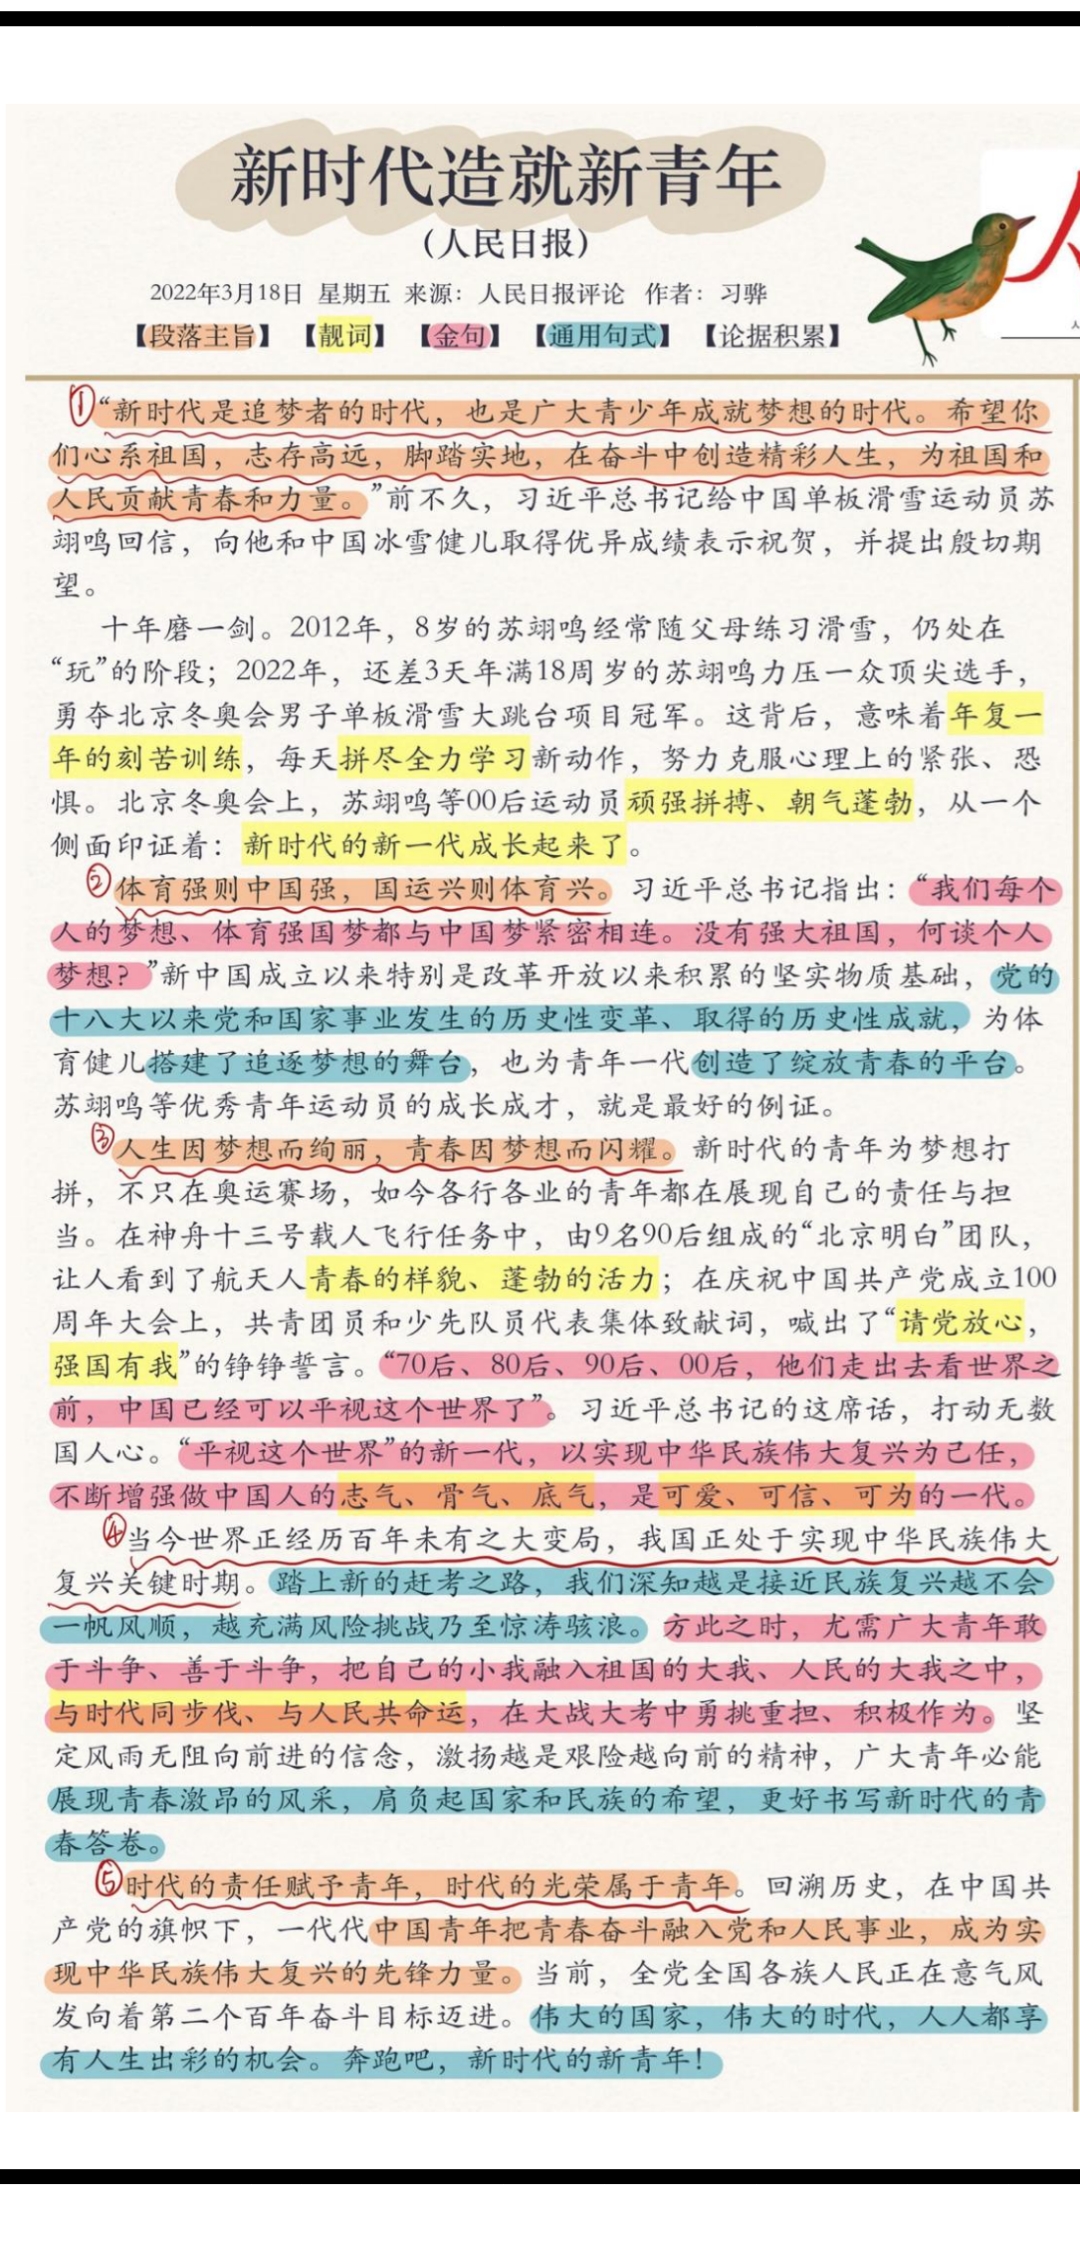 新时代造就新青年
（人民日报）
2022年3月18日 星期五 来源：人民日报评论 作者：习骅
【段落主旨】 【靓词】 【金句】 【通用句式】 【论据积累】
①“新时代是追梦者的时代，也是广大青少年成就梦想的时代。希望你
们心系祖国，志存高远，脚踏实地，在奋斗中创造精彩人生，为祖国和
人民贡献青春和力量。”前不久，习近平总书记给中国单板滑雪运动员苏
翊鸣回信，向他和中国冰雪健儿取得优异成绩表示祝贺，并提出殷切期
望。
十年磨一剑。2012年，8岁的苏翊鸣经常随父母练习滑雪，仍处在
“玩”的阶段；2022年，还差3天年满18周岁的苏翊鸣力压一众顶尖选手，
勇夺北京冬奥会男子单板滑雪大跳台项目冠军。这背后，意味着年复一
年的刻苦训练，每天拼尽全力学习新动作，努力克服心理上的紧张、恐
惧。北京冬奥会上，苏翊鸣等00后运动员顽强拼搏、朝气蓬勃，从一个
侧面印证着：新时代的新一代成长起来了。
②体育强则中国强，国运兴则体育兴。习近平总书记指出：“我们每个
人的梦想、体育强国梦都与中国梦紧密相连。没有强大祖国，何谈个人
梦想？”新中国成立以来特别是改革开放以来积累的坚实物质基础，党的
十八大以来党和国家事业发生的历史性变革、取得的历史性成就，为体
育健儿搭建了追逐梦想的舞台，也为青年一代创造了绽放青春的平台。
苏翊鸣等优秀青年运动员的成长成才，就是最好的例证。
③人生因梦想而绚丽，青春因梦想而闪耀。新时代的青年为梦想打
拼，不只在奥运赛场，如今各行各业的青年都在展现自己的责任与担
当。在神舟十三号载人飞行任务中，由9名90后组成的“北京明白”团队，
让人看到了航天人青春的样貌、蓬勃的活力；在庆祝中国共产党成立100
周年大会上，共青团员和少先队员代表集体致献词，喊出了“请党放心，
强国有我”的铮铮誓言。“70后、80后、90后、00后，他们走出去看世界之
前，中国已经可以平视这个世界了”。习近平总书记的这席话，打动无数
国人心。“平视这个世界”的新一代，以实现中华民族伟大复兴为己任，
不断增强做中国人的志气、骨气、底气，是可爱、可信、可为的一代。
④当今世界正经历百年未有之大变局，我国正处于实现中华民族伟大
复兴关键时期。踏上新的赶考之路，我们深知越是接近民族复兴越不会
一帆风顺，越充满风险挑战乃至惊涛骇浪。方此之时，尤需广大青年敢
于斗争、善于斗争，把自己的小我融入祖国的大我、人民的大我之中，
与时代同步伐、与人民共命运，在大战大考中勇挑重担、积极作为。坚
定风雨无阻向前进的信念，激扬越是艰险越向前的精神，广大青年必能
展现青春激昂的风采，肩负起国家和民族的希望，更好书写新时代的青
春答卷。
⑤时代的责任赋予青年，时代的光荣属于青年。回溯历史，在中国共
产党的旗帜下，一代代中国青年把青春奋斗融入党和人民事业，成为实
现中华民族伟大复兴的先锋力量。当前，全党全国各族人民正在意气风
发向着第二个百年奋斗目标迈进。伟大的国家，伟大的时代，人人都享
有人生出彩的机会。奔跑吧，新时代的新青年！